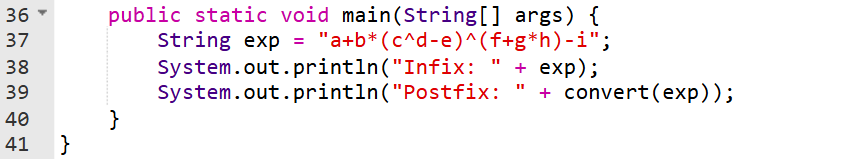 36 public static void main(String[] args) {
37 String exp = "a+b*(c^d-e)^(f+g*h)-i";
38 System.out.println("Infix: " + exp);
39 System.out.println("Postfix: " + convert(exp));
40 }
41 }